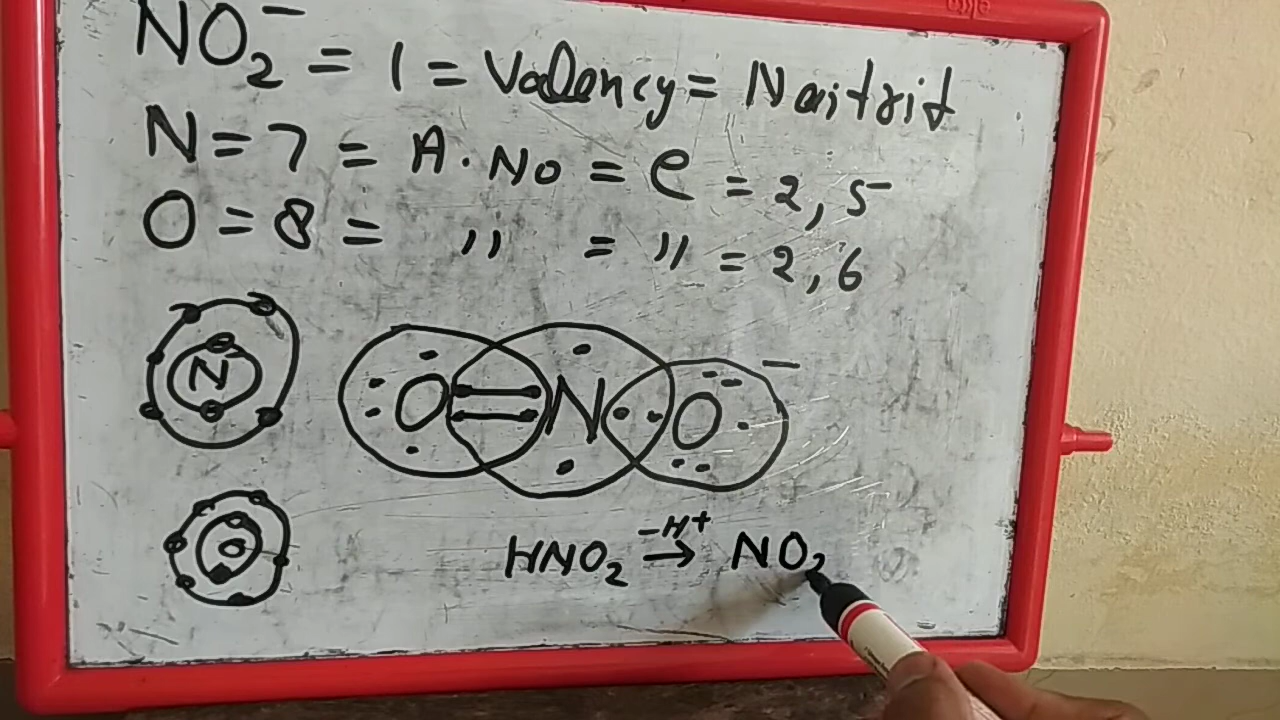 NO₂⁻ = 1 = Valency = Naitrit
N = 7 = A. No = e = 2, 5
O = 8 = '' = '' = 2, 6
N
O N O ⁻
O
HNO₂ -H⁺→ NO₂